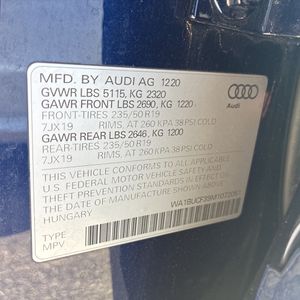 MFD. BY AUDI AG 12/20
GVWR LBS 5115, KG 2320
GAWR FRONT LBS 2690, KG 1220
FRONT-TIRES 235/50 R19
7JX19 RIMS, AT 260 KPA 38 PSI COLD
GAWR REAR LBS 2646, KG 1200
REAR-TIRES 235/50 R19
7JX19 RIMS, AT 260 KPA 38 PSI COLD
THIS VEHICLE CONFORMS TO ALL APPLICABLE
U.S. FEDERAL MOTOR VEHICLE SAFETY AND
THEFT PREVENTION STANDARDS IN EFFECT ON
THE DATE OF MANUFACTURE SHOWN ABOVE.
HUNGARY
TYPE:
MPV
Audi